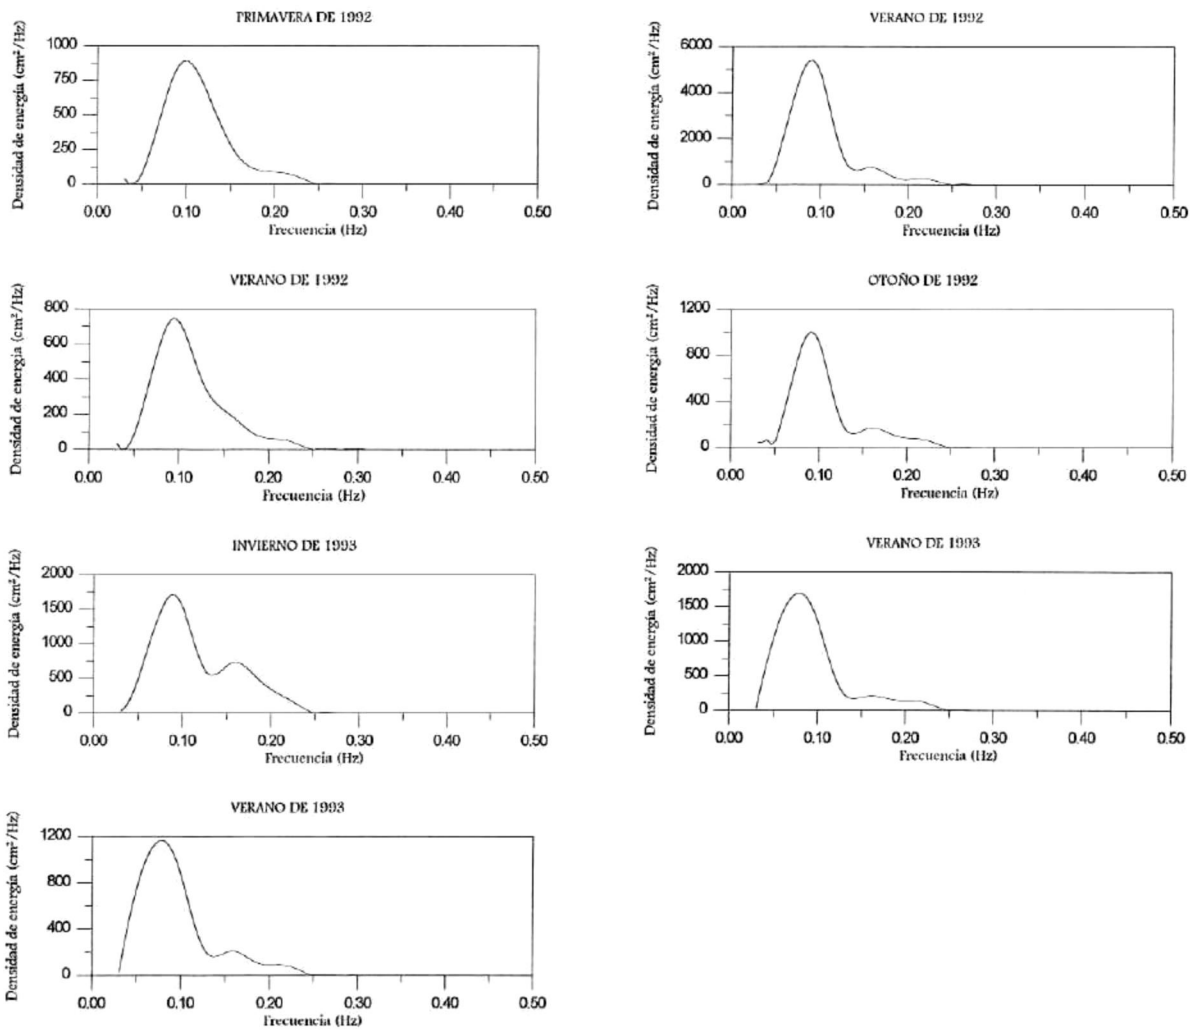 PRIMAVERA DE 1992
Densidad de energía (cm²/Hz)
1000
750
500
250
0
0.00 0.10 0.20 0.30 0.40 0.50
Frecuencia (Hz)
VERANO DE 1992
Densidad de energía (cm²/Hz)
6000
4000
2000
0
0.00 0.10 0.20 0.30 0.40 0.50
Frecuencia (Hz)
VERANO DE 1992
Densidad de energía (cm²/Hz)
800
600
400
200
0
0.00 0.10 0.20 0.30 0.40 0.50
Frecuencia (Hz)
OTOÑO DE 1992
Densidad de energía (cm²/Hz)
1200
800
400
0
0.00 0.10 0.20 0.30 0.40 0.50
Frecuencia (Hz)
INVIERNO DE 1993
Densidad de energía (cm²/Hz)
2000
1500
1000
500
0
0.00 0.10 0.20 0.30 0.40 0.50
Frecuencia (Hz)
VERANO DE 1993
Densidad de energía (cm²/Hz)
2000
1500
1000
500
0
0.00 0.10 0.20 0.30 0.40 0.50
Frecuencia (Hz)
VERANO DE 1993
Densidad de energía (cm²/Hz)
1200
800
400
0
0.00 0.10 0.20 0.30 0.40 0.50
Frecuencia (Hz)